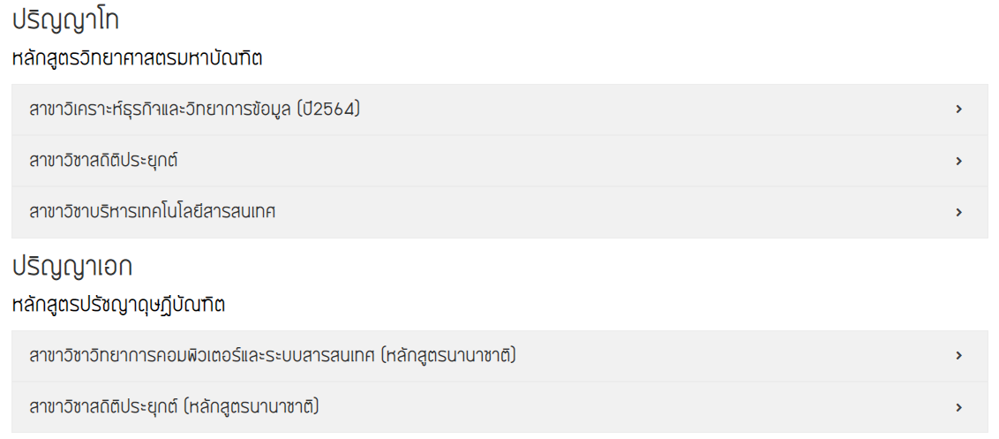 ปริญญาโท
หลักสูตรวิทยาศาสตรมหาบัณฑิต
สาขาวิเคราะห์ธุรกิจและวิทยาการข้อมูล (ปี2564)
สาขาวิชาสถิติประยุกต์
สาขาวิชาบริหารเทคโนโลยีสารสนเทศ
ปริญญาเอก
หลักสูตรปรัชญาดุษฎีบัณฑิต
สาขาวิชาวิทยาการคอมพิวเตอร์และระบบสารสนเทศ (หลักสูตรนานาชาติ)
สาขาวิชาสถิติประยุกต์ (หลักสูตรนานาชาติ)